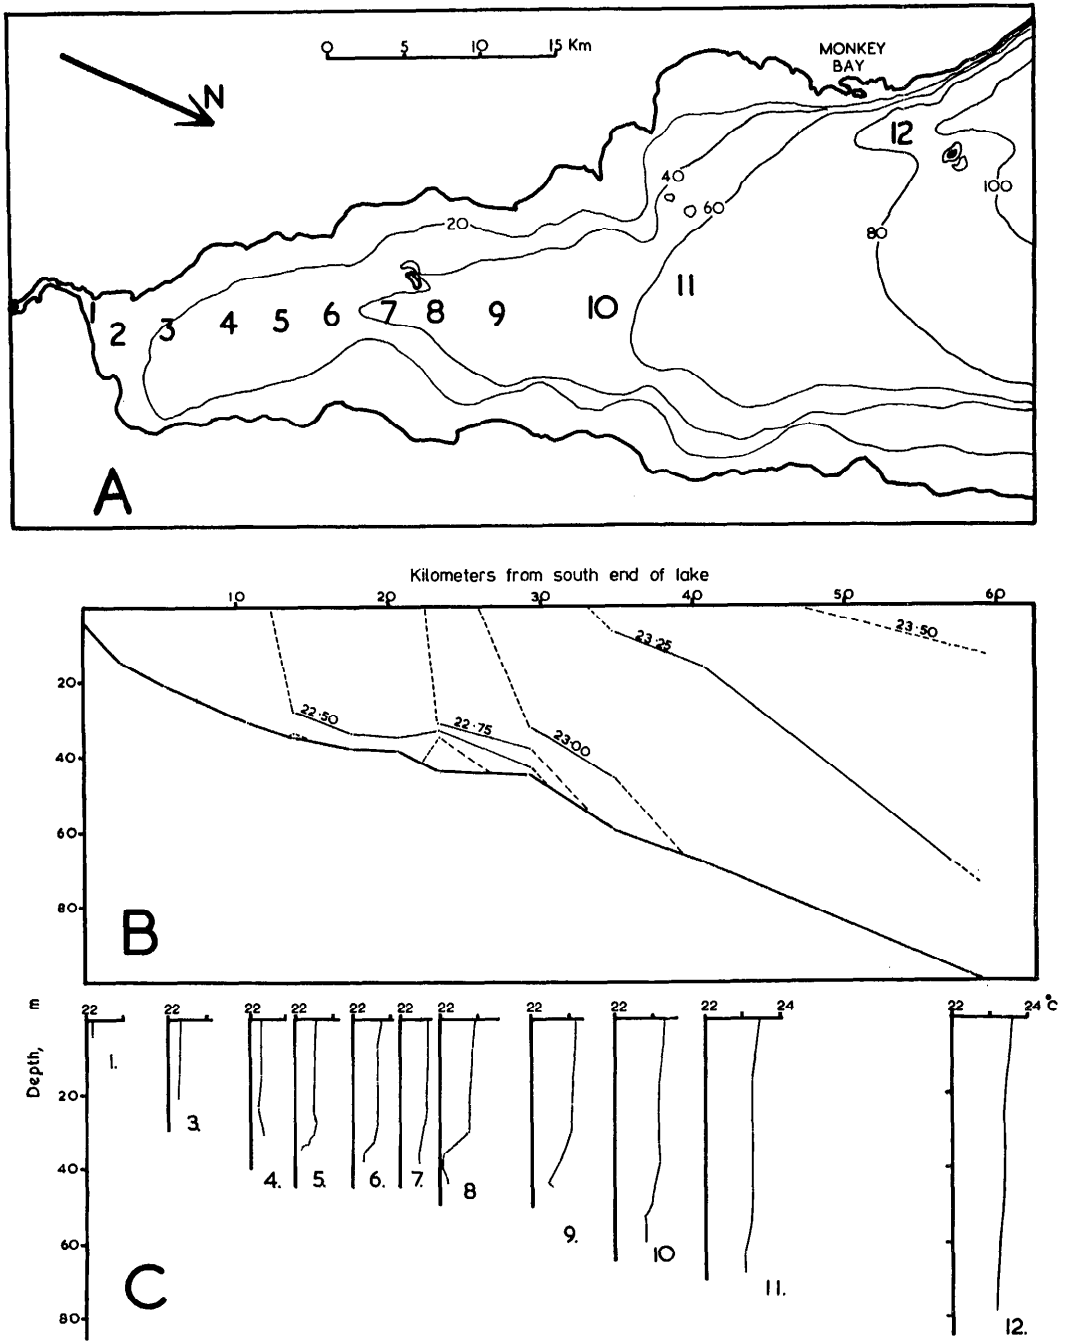 0 5 10 15 Km
MONKEY
BAY
N
12
40
100
20
60
80
11
1 2 3 4 5 6 7 8 9 10
A
Kilometers from south end of lake
10 20 30 40 50 60
23·50
23·25
20
22·50
22·75
23·00
40
60
80
B
m
22 22 22 22 22 22 22 22 22 22 24 22 24 °C
Depth,
1.
20
3.
40
4. 5. 6. 7. 8
9.
60
10
11.
C
80
12.